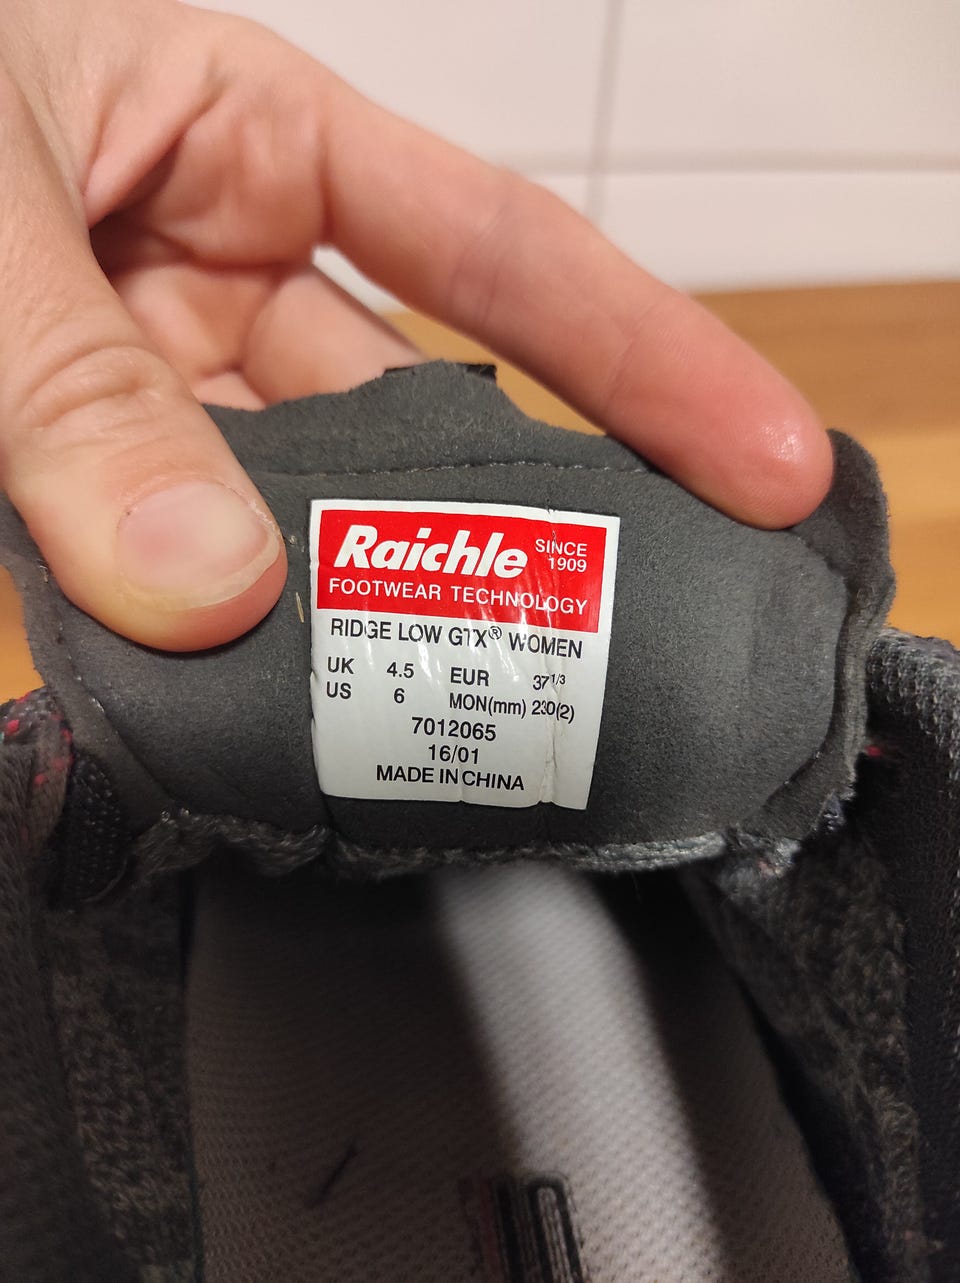 Raichle SINCE 1909
FOOTWEAR TECHNOLOGY
RIDGE LOW GTX® WOMEN
UK 4.5 EUR 37 1/3
US 6 MON(mm) 230(2)
7012065
16/01
MADE IN CHINA